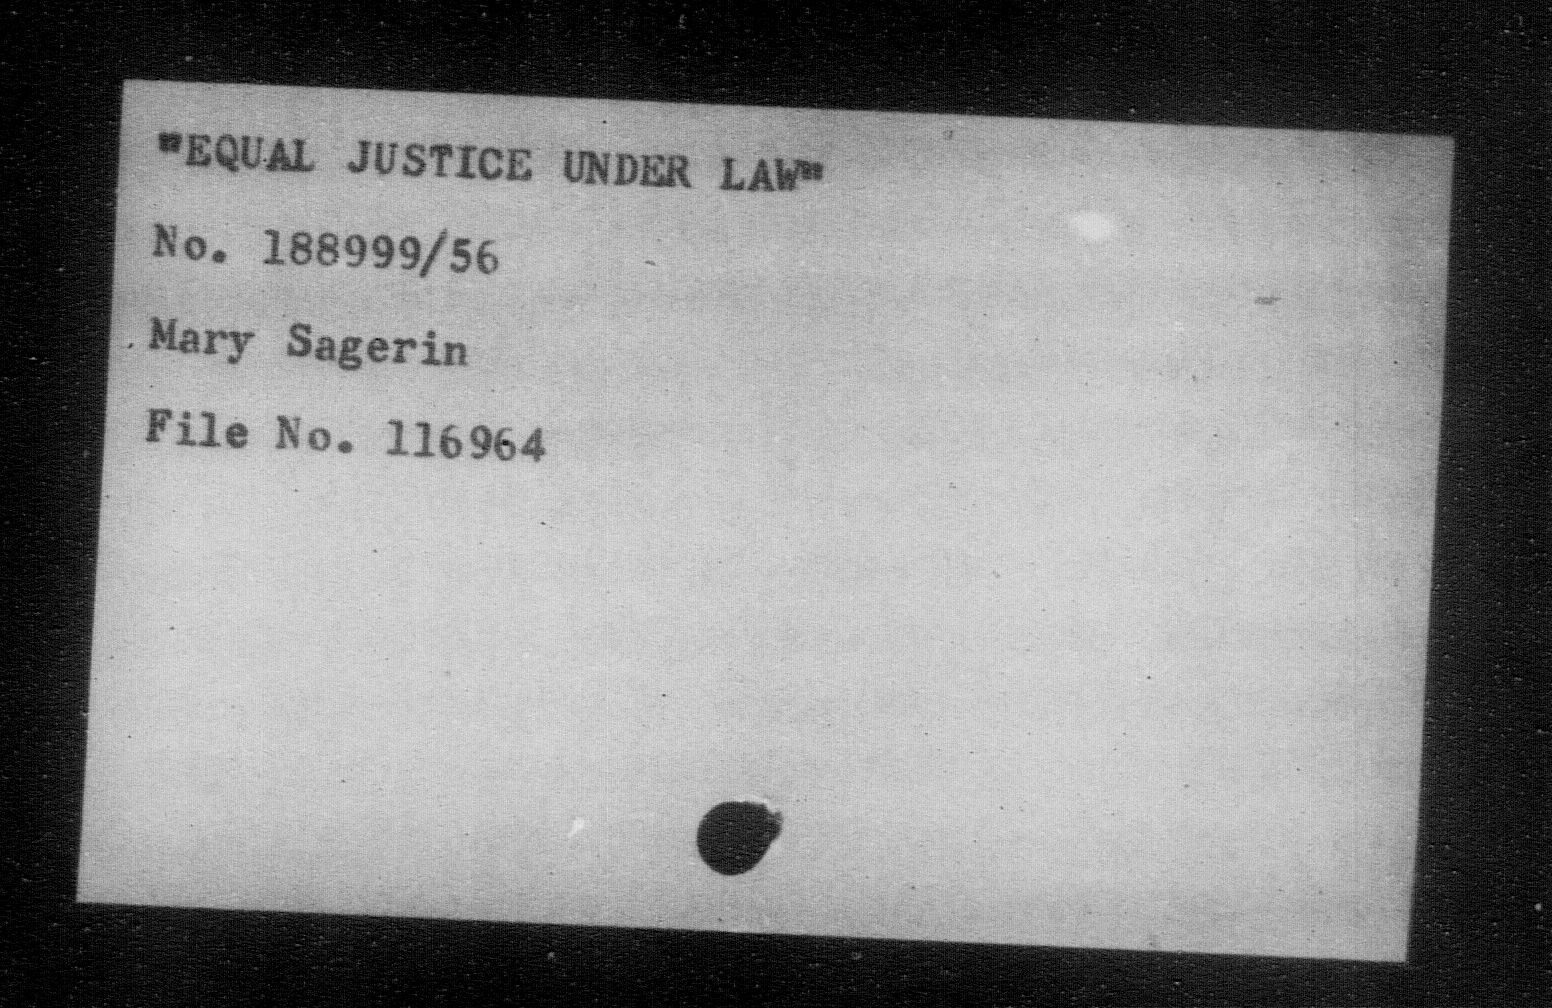 "EQUAL JUSTICE UNDER LAW"
No. 188999/56
Mary Sagerin
File No. 116964